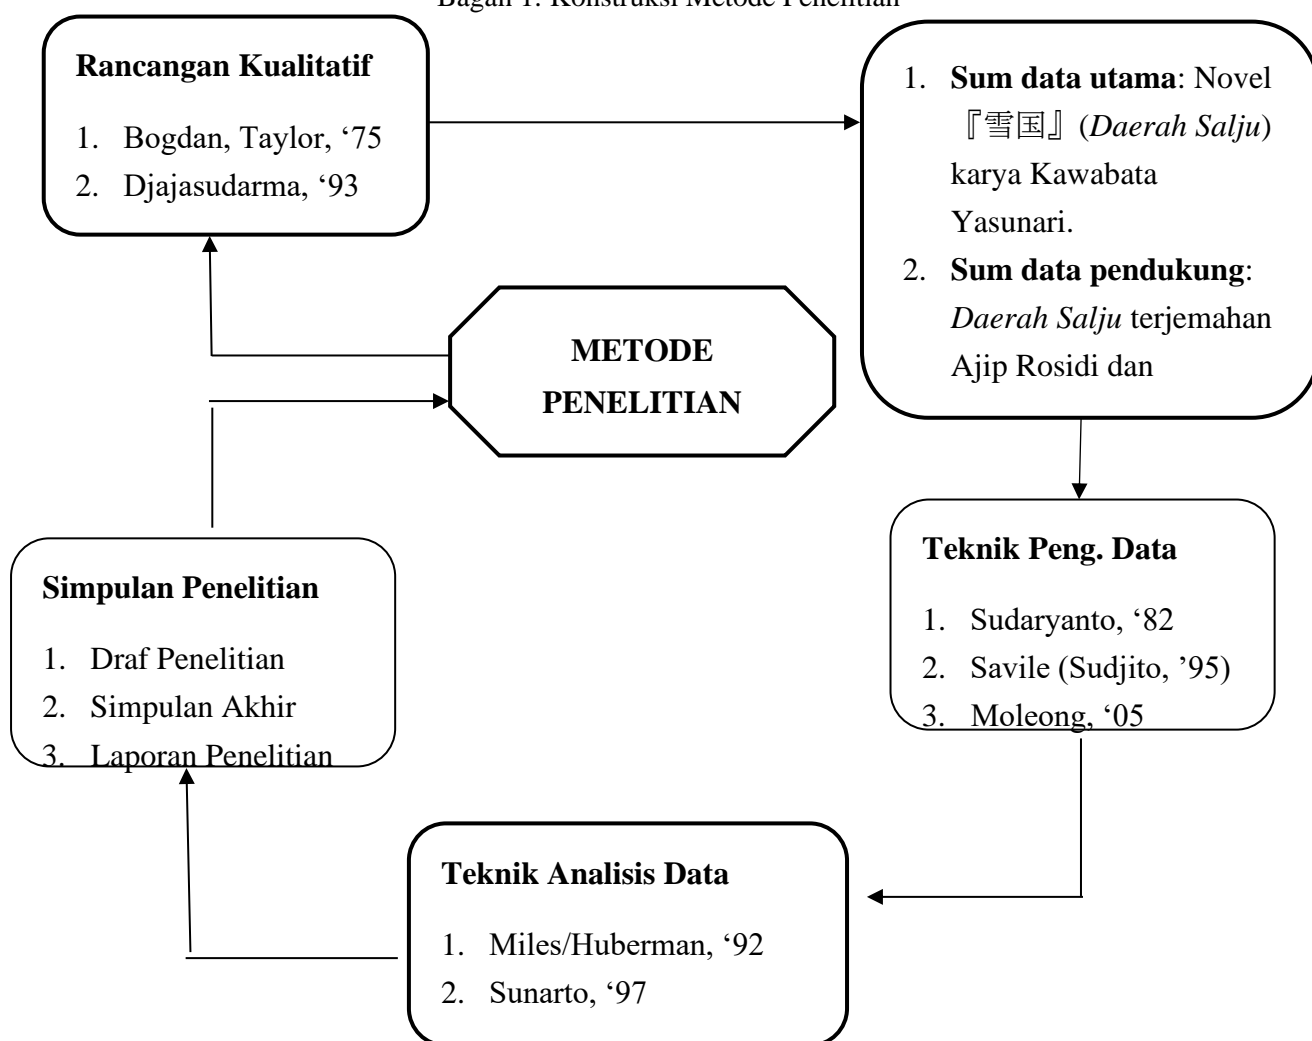 Bagan 1. Konstruksi Metode Penelitian
Rancangan Kualitatif
1. Bogdan, Taylor, ‘75
2. Djajasudarma, ‘93
1. Sum data utama: Novel
『雪国』 (Daerah Salju)
karya Kawabata
Yasunari.
2. Sum data pendukung:
Daerah Salju terjemahan
Ajip Rosidi dan
METODE
PENELITIAN
Teknik Peng. Data
1. Sudaryanto, ‘82
2. Savile (Sudjito, ’95)
3. Moleong, ‘05
Simpulan Penelitian
1. Draf Penelitian
2. Simpulan Akhir
3. Laporan Penelitian
Teknik Analisis Data
1. Miles/Huberman, ‘92
2. Sunarto, ‘97